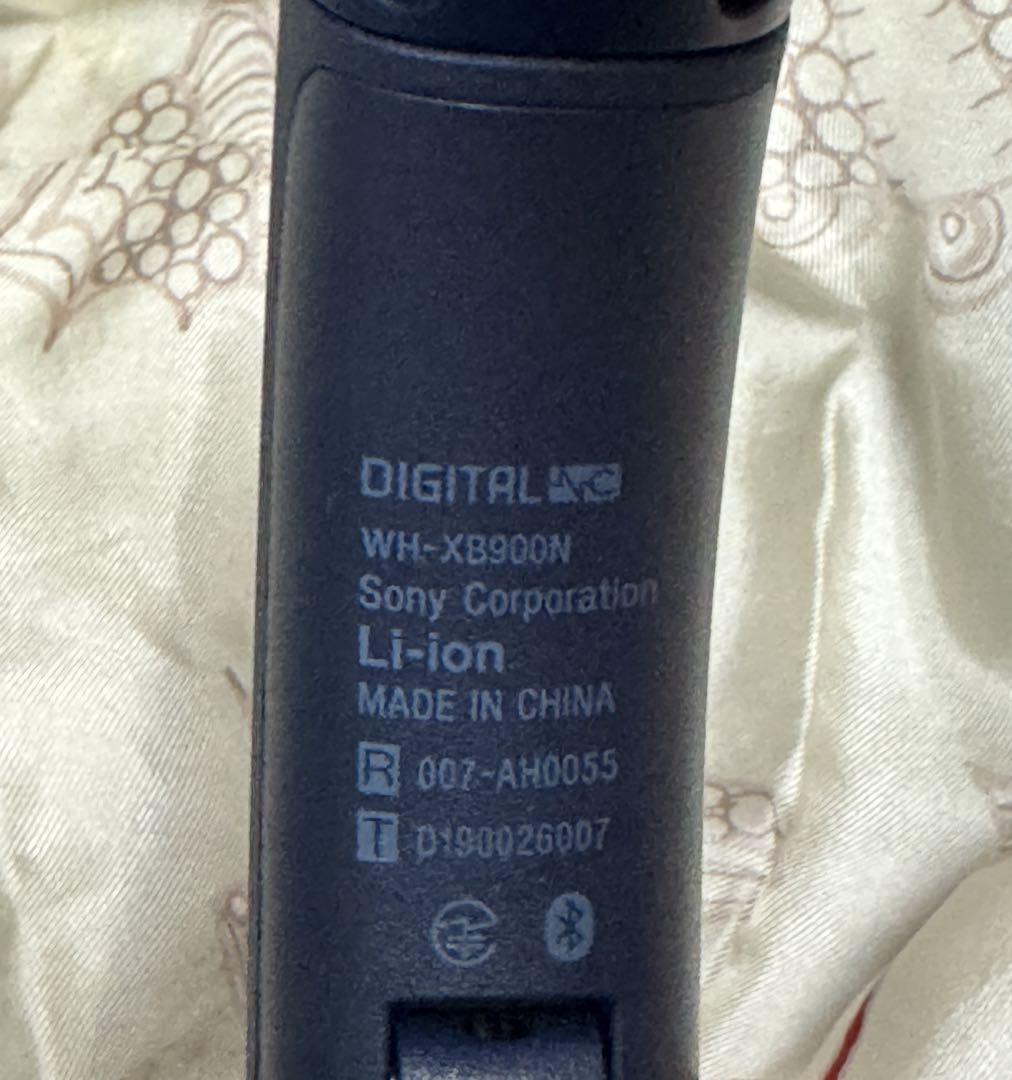 DIGITAL NC
WH-XB900N
Sony Corporation
Li-ion
MADE IN CHINA
R 007-AH0055
T D190026007